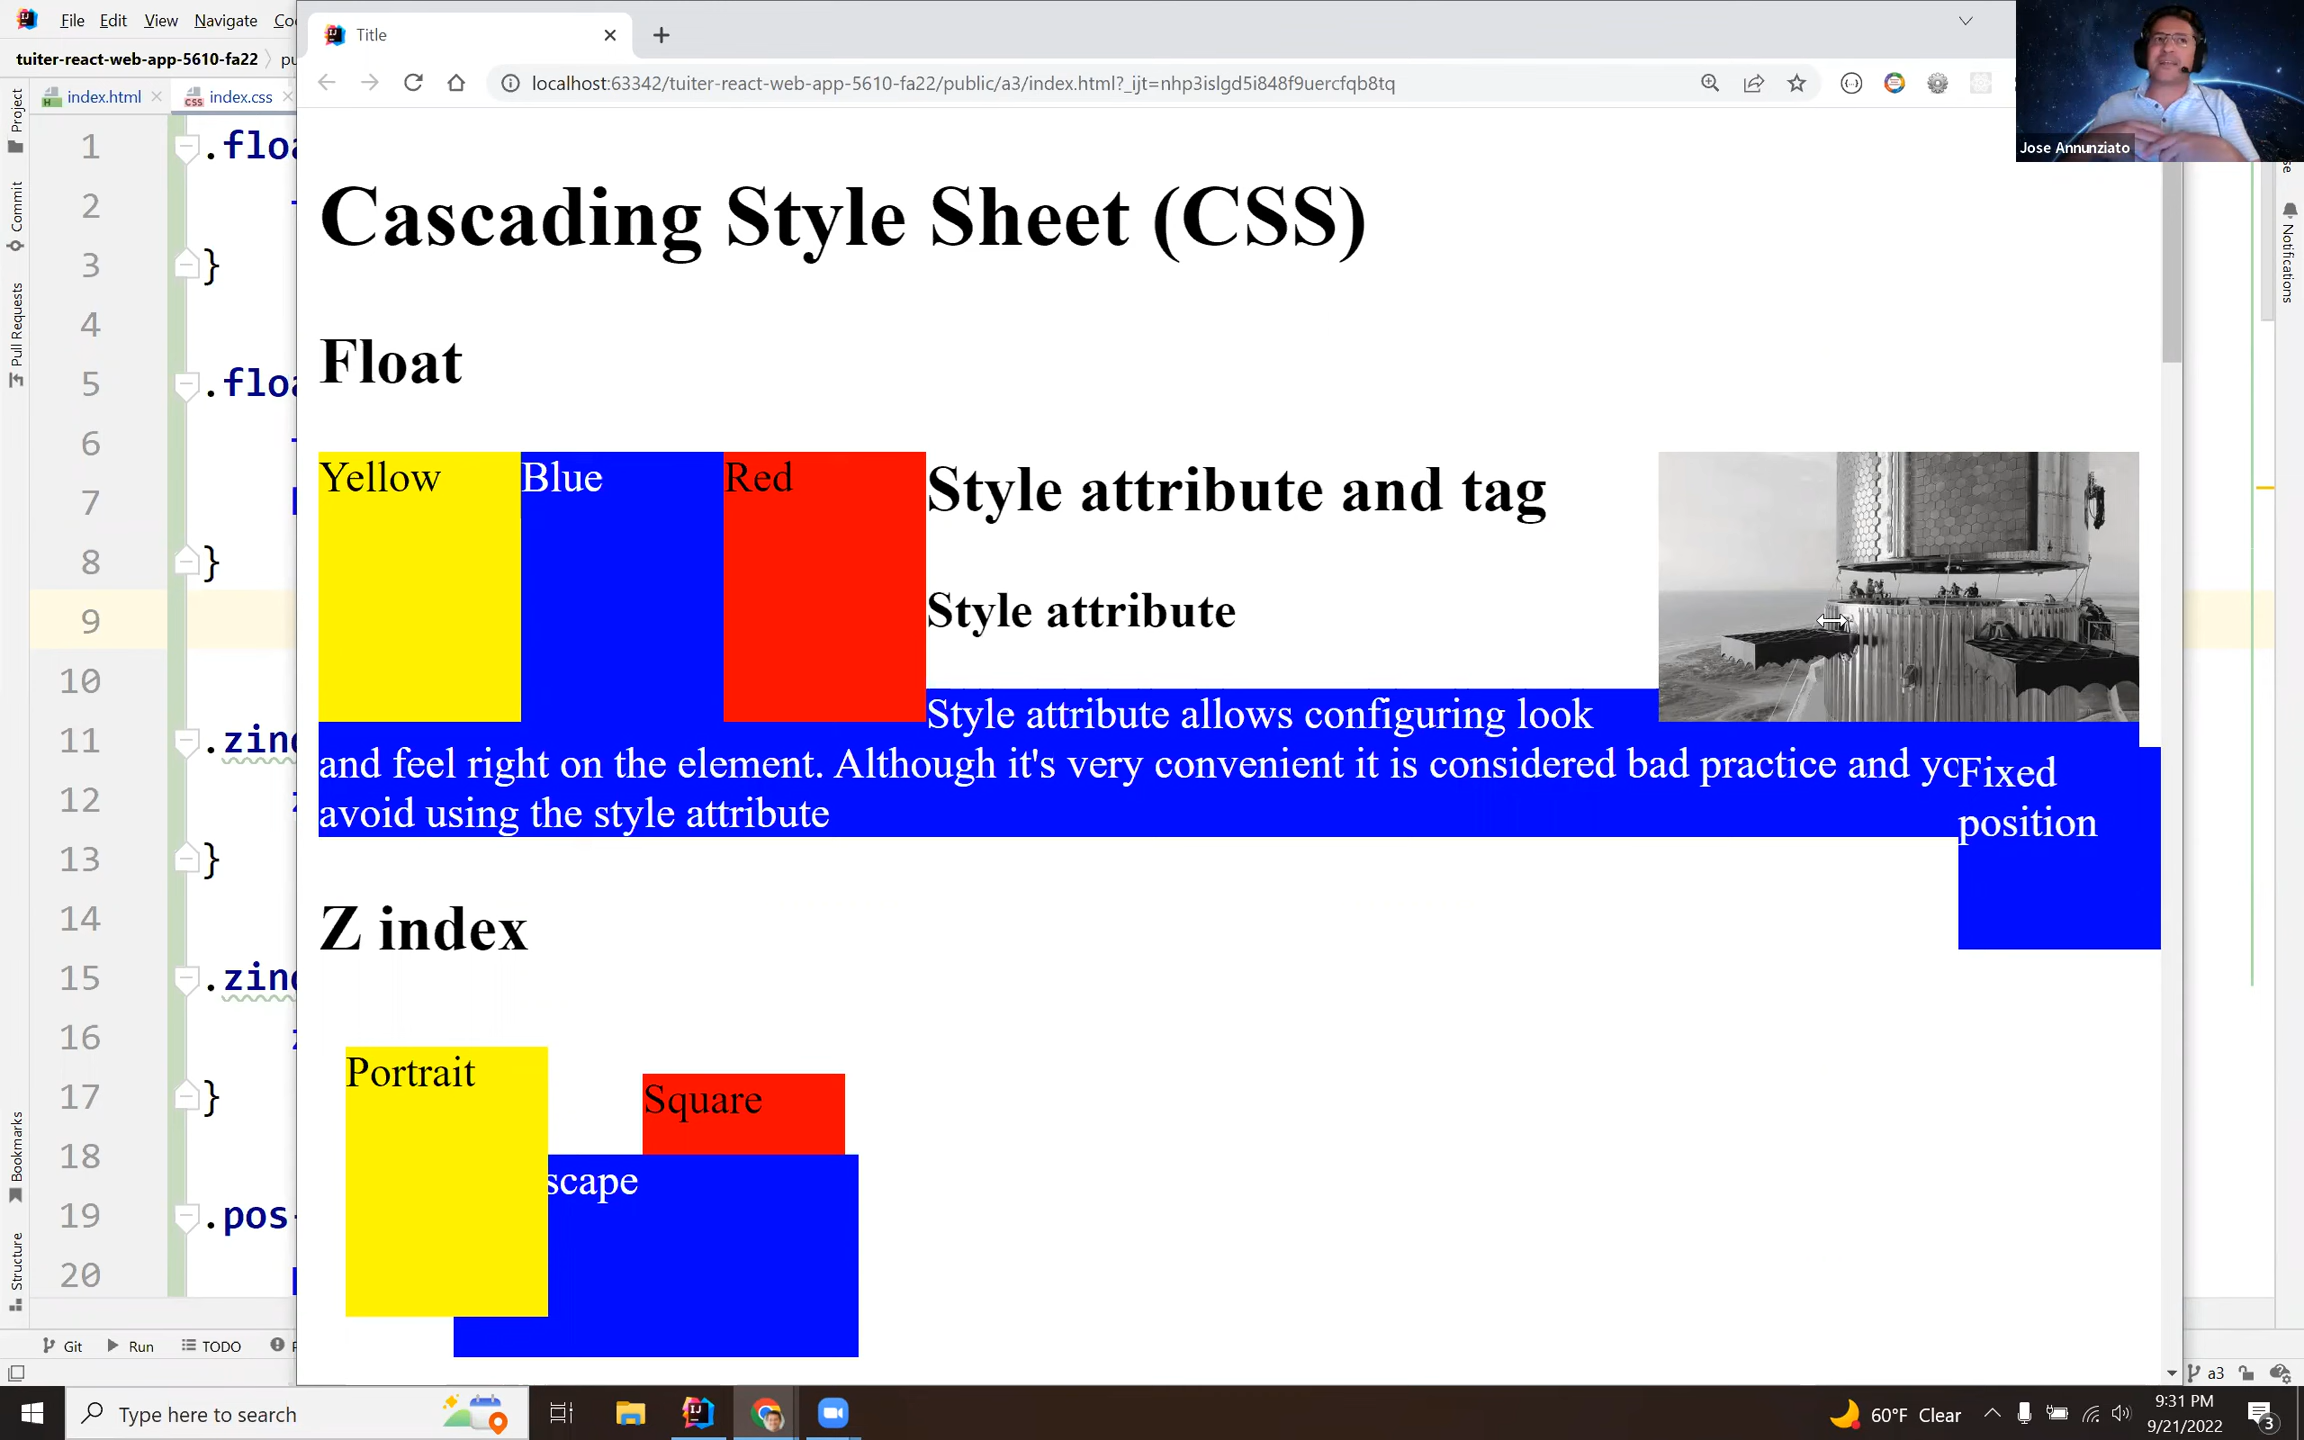 File Edit View Navigate
Title
tuiter-react-web-app-5610-fa22
localhost:63342/tuiter-react-web-app-5610-fa22/public/a3/index.html?_ijt=nhp3islgd5i848f9uercfqb8tq
Jose Annunziato
index.html
index.css
Project
Commit
Pull Requests
Bookmarks
Structure
Notifications
1
2
3 }
4
5
6
7
8 }
9
10
11
12
13 }
14
15
16
17 }
18
19
20
Cascading Style Sheet (CSS)
Float
Yellow
Blue
Red
Style attribute and tag
Style attribute
Style attribute allows configuring look
and feel right on the element. Although it's very convenient it is considered bad practice and
avoid using the style attribute
Fixed
position
Z index
Portrait
Square
scape
Git
Run
TODO
a3
Type here to search
60°F Clear
9:31 PM
9/21/2022
3